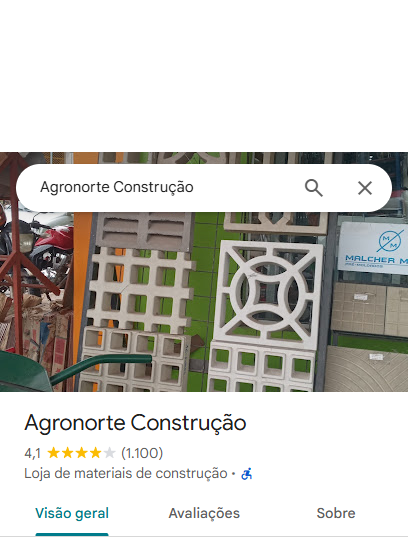 Agronorte Construção
M
M
MALCHER M
Agronorte Construção
4,1 (1.100)
Loja de materiais de construção ·
Visão geral Avaliações Sobre